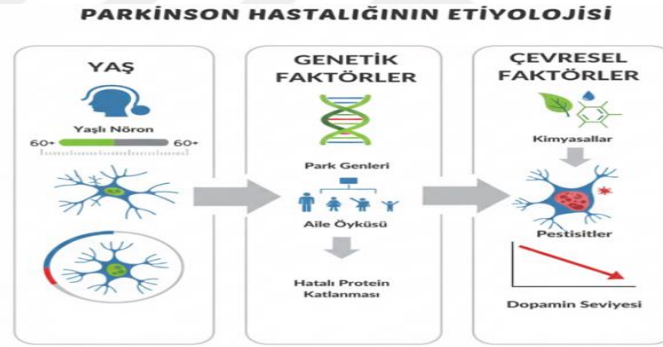 PARKİNSON HASTALIĞININ ETİYOLOJİSİ
YAŞ
Yaşlı Nöron
60+ 60+
GENETİK
FAKTÖRLER
Park Genleri
Aile Öyküsü
Hatalı Protein
Katlanması
ÇEVRESEL
FAKTÖRLER
Kimyasallar
Pestisitler
Dopamin Seviyesi